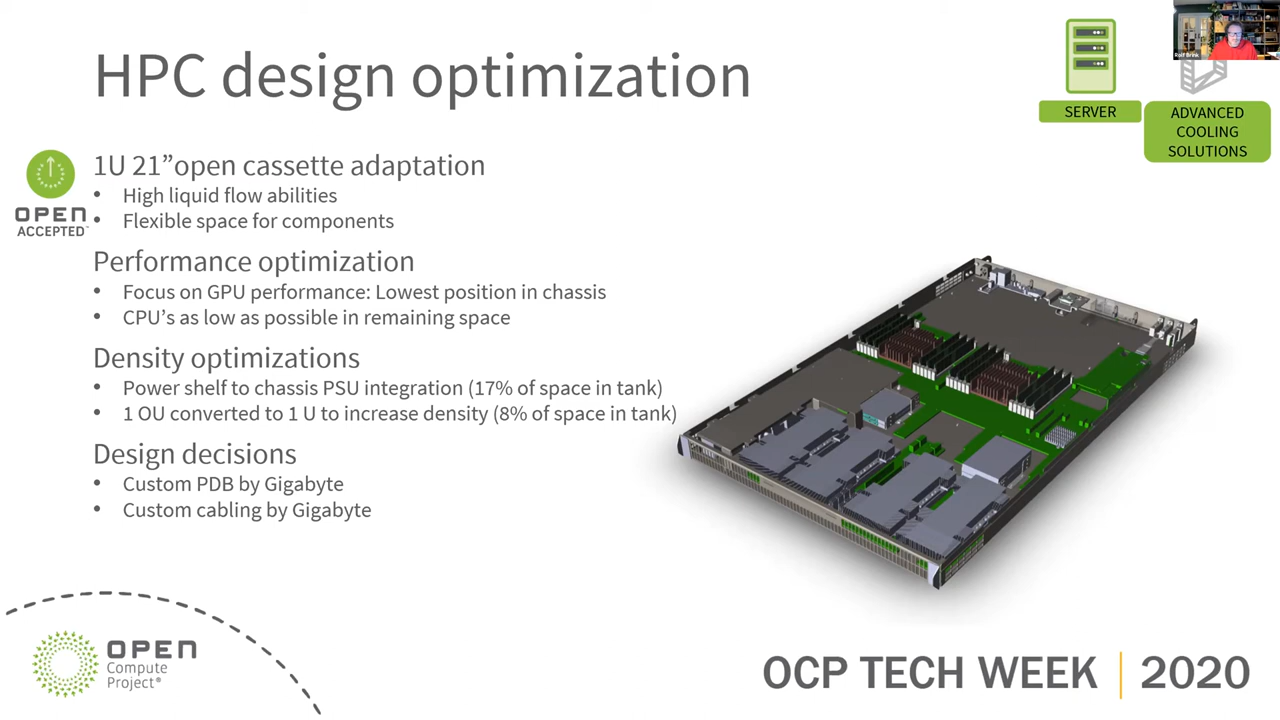 HPC design optimization
SERVER
Rolf Brink
ADVANCED
COOLING
SOLUTIONS
OPEN
ACCEPTED™
1U 21”open cassette adaptation
• High liquid flow abilities
• Flexible space for components
Performance optimization
• Focus on GPU performance: Lowest position in chassis
• CPU’s as low as possible in remaining space
Density optimizations
• Power shelf to chassis PSU integration (17% of space in tank)
• 1 OU converted to 1 U to increase density (8% of space in tank)
Design decisions
• Custom PDB by Gigabyte
• Custom cabling by Gigabyte
OPEN
Compute
Project®
OCP TECH WEEK | 2020